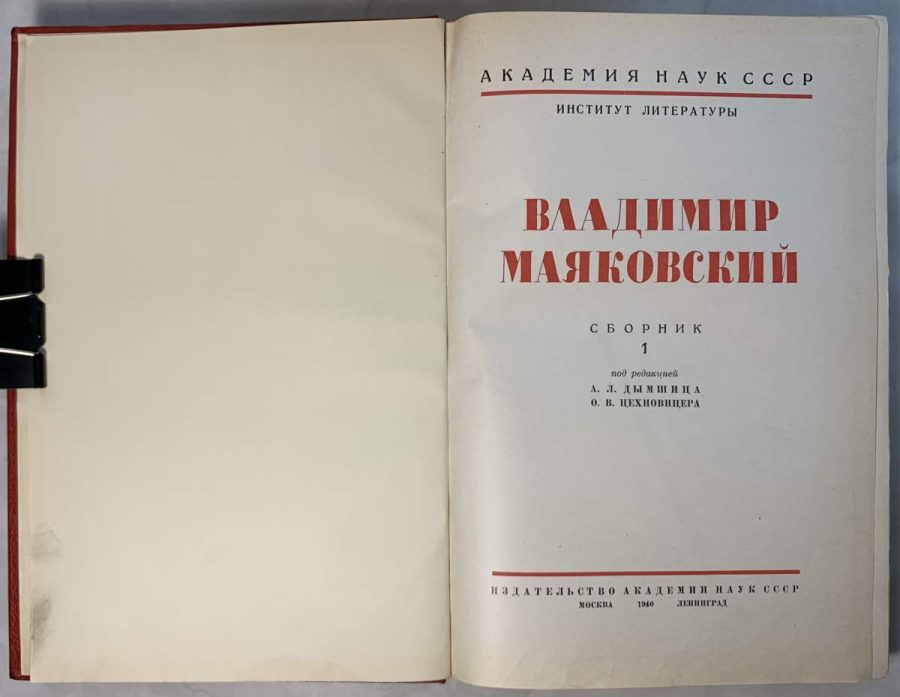 АКАДЕМИЯ НАУК СССР
ИНСТИТУТ ЛИТЕРАТУРЫ
ВЛАДИМИР
МАЯКОВСКИЙ
СБОРНИК
1
под редакцией
А. Л. ДЫМШИЦА
О. В. ЦЕХНОВИЦЕРА
ИЗДАТЕЛЬСТВО АКАДЕМИИ НАУК СССР
МОСКВА 1940 ЛЕНИНГРАД